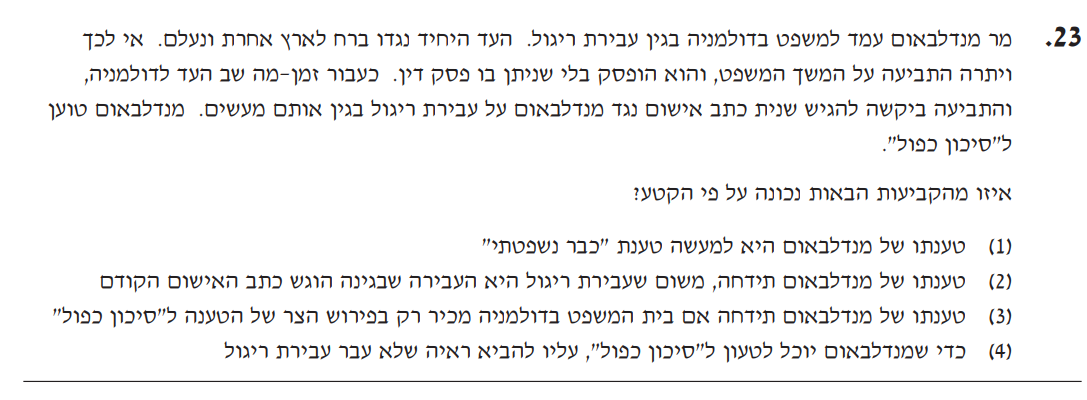 23. מר מנדלבאום עמד למשפט בדולמניה בגין עבירת ריגול. העד היחיד נגדו ברח לארץ אחרת ונעלם. אי לכך
ויתרה התביעה על המשך המשפט, והוא הופסק בלי שניתן בו פסק דין. כעבור זמן-מה שב העד לדולמניה,
והתביעה ביקשה להגיש שנית כתב אישום נגד מנדלבאום על עבירת ריגול בגין אותם מעשים. מנדלבאום טוען
ל"סיכון כפול".
איזו מהקביעות הבאות נכונה על פי הקטע?
(1) טענתו של מנדלבאום היא למעשה טענת "כבר נשפטתי"
(2) טענתו של מנדלבאום תידחה, משום שעבירת ריגול היא העבירה שבגינה הוגש כתב האישום הקודם
(3) טענתו של מנדלבאום תידחה אם בית המשפט בדולמניה מכיר רק בפירוש הצר של הטענה ל"סיכון כפול"
(4) כדי שמנדלבאום יוכל לטעון ל"סיכון כפול", עליו להביא ראיה שלא עבר עבירת ריגול